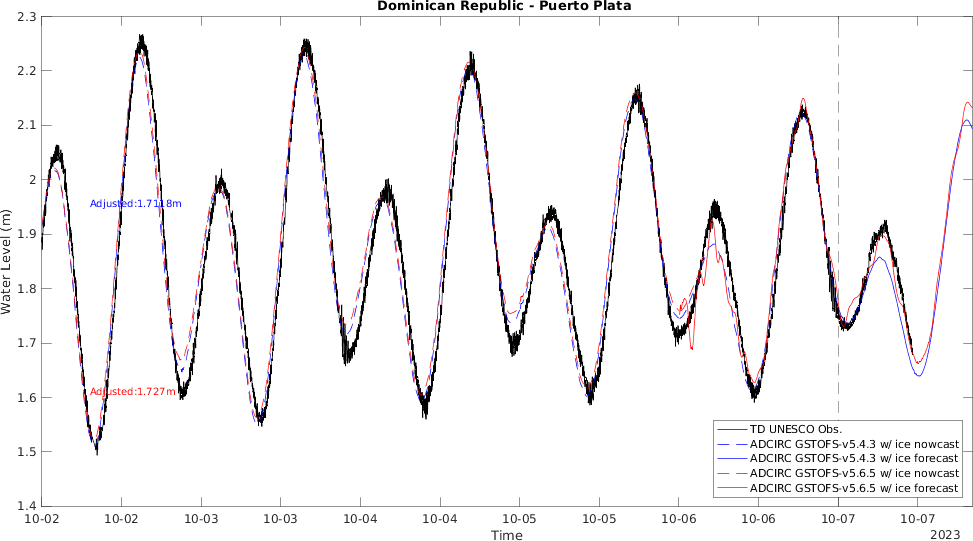 Dominican Republic - Puerto Plata
2.3
2.2
2.1
2
1.9
1.8
1.7
1.6
1.5
1.4
Water Level (m)
Adjusted:1.7118m
Adjusted:1.727m
TD UNESCO Obs.
ADCIRC GSTOFS-v5.4.3 w/ ice nowcast
ADCIRC GSTOFS-v5.4.3 w/ ice forecast
ADCIRC GSTOFS-v5.6.5 w/ ice nowcast
ADCIRC GSTOFS-v5.6.5 w/ ice forecast
10-02 10-02 10-03 10-03 10-04 10-04 10-05 10-05 10-06 10-06 10-07 10-07
Time
2023